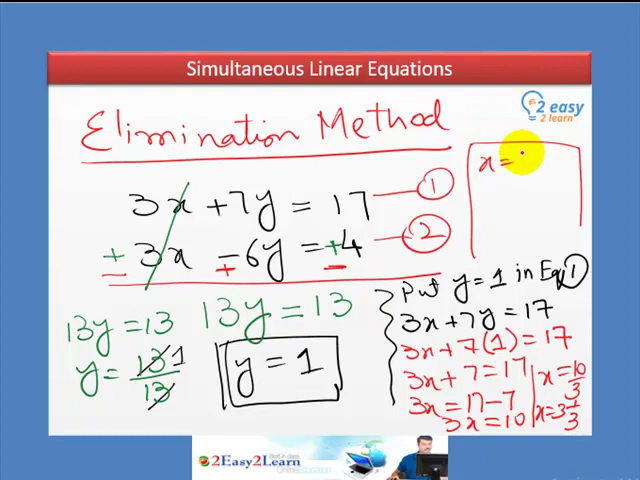 Simultaneous Linear Equations
2 easy
2 learn
Elimination Method
3x + 7y = 17 — ①
+ 3x - 6y = + 4 — ②
- + -
13y = 13
13y = 13
y = 13 1 / 13
y = 1
x =
Put y = 1 in Eq ①
3x + 7y = 17
3x + 7(1) = 17
3x + 7 = 17
3x = 17 - 7
3x = 10
x = 10/3
x = 3 1/3
2Easy2Learn